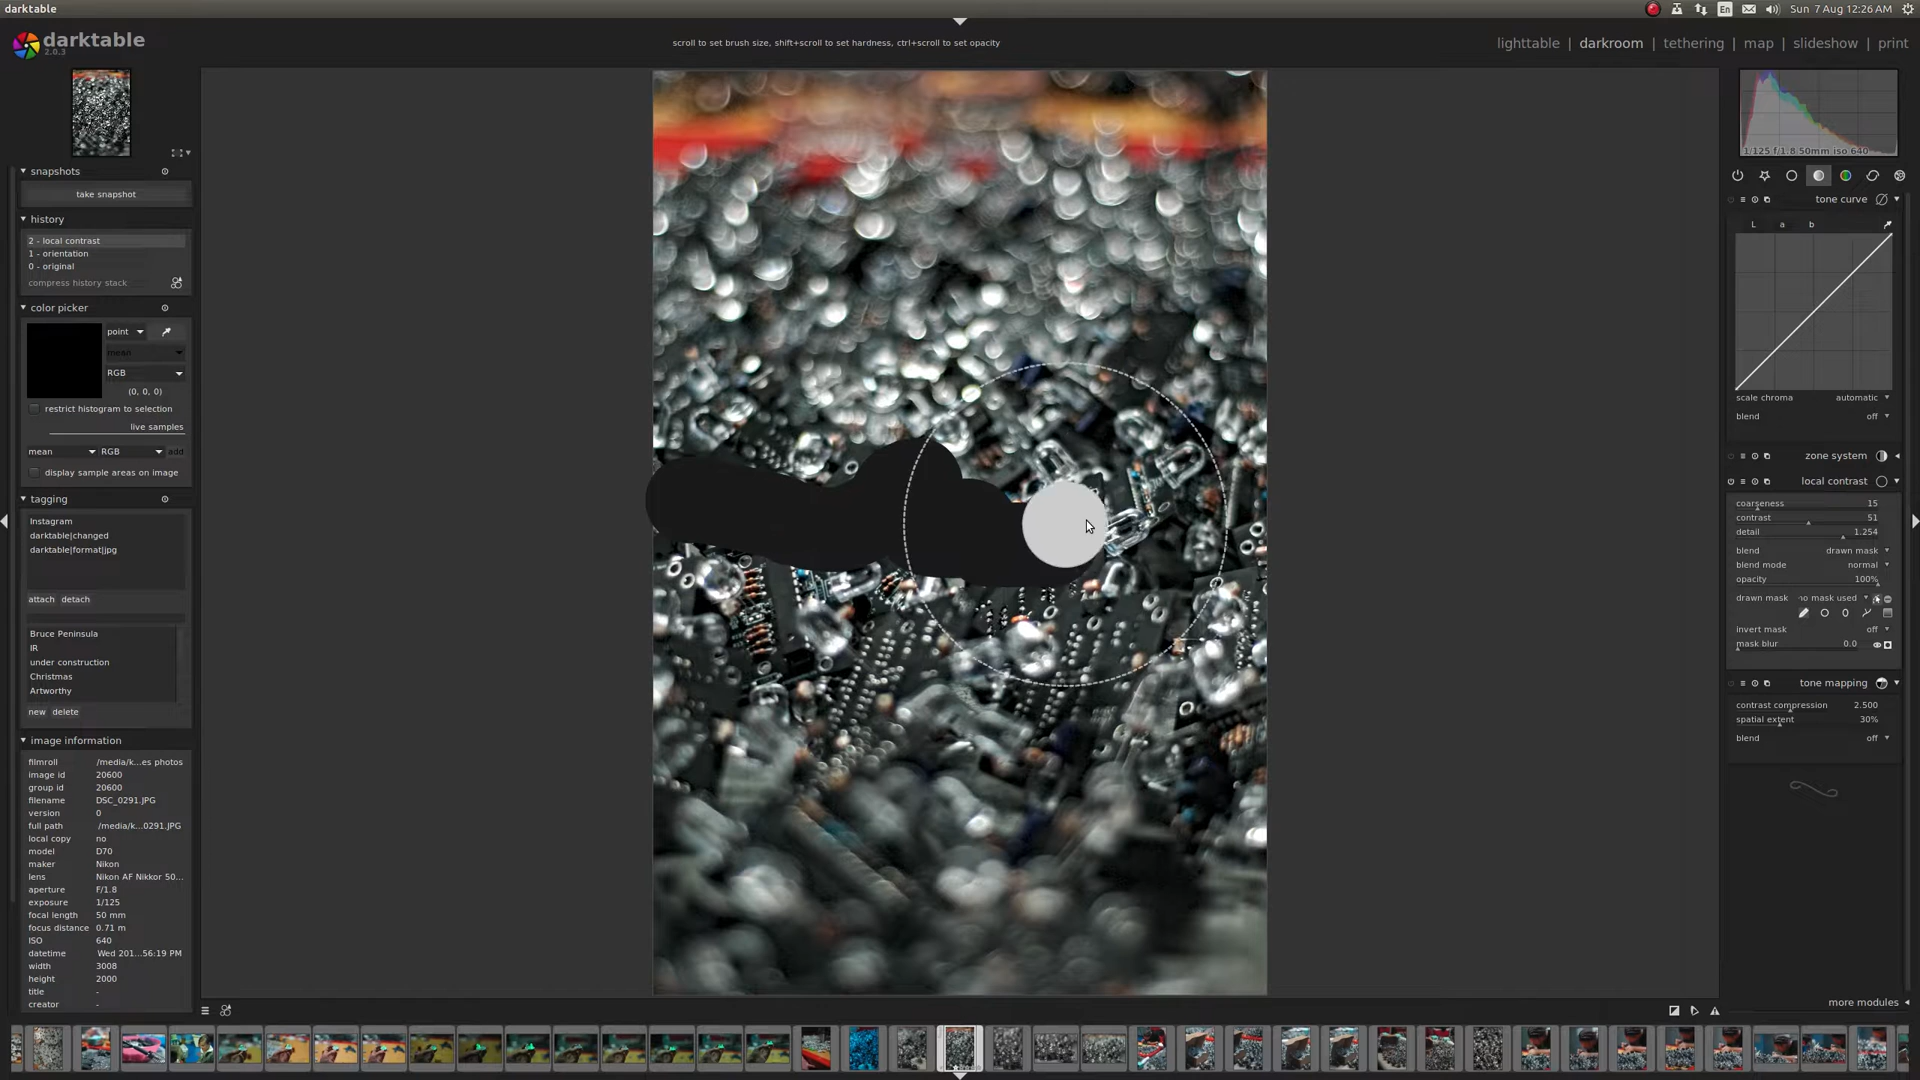 darktable
En
Sun 7 Aug 12:26 AM
darktable
2.0.3
scroll to set brush size, shift+scroll to set hardness, ctrl+scroll to set opacity
lighttable | darkroom | tethering | map | slideshow | print
1/125 f/1.8 50mm iso 640
snapshots
take snapshot
history
2 - local contrast
1 - orientation
0 - original
compress history stack
color picker
point
mean
RGB
(0, 0, 0)
restrict histogram to selection
live samples
mean RGB add
display sample areas on image
tagging
Instagram
darktable|changed
darktable|format|jpg
attach detach
Bruce Peninsula
IR
under construction
Christmas
Artworthy
new delete
image information
filmroll /media/k...es photos
image id 20600
group id 20600
filename DSC_0291.JPG
version 0
full path /media/k...0291.JPG
local copy no
model D70
maker Nikon
lens Nikon AF Nikkor 50...
aperture F/1.8
exposure 1/125
focal length 50 mm
focus distance 0.71 m
ISO 640
datetime Wed 201...56:19 PM
width 3008
height 2000
title -
creator -
tone curve
L a b
scale chroma automatic
blend off
zone system
local contrast
coarseness 15
contrast 51
detail 1.254
blend drawn mask
blend mode normal
opacity 100%
drawn mask no mask used
invert mask off
mask blur 0.0
tone mapping
contrast compression 2.500
spatial extent 30%
blend off
more modules